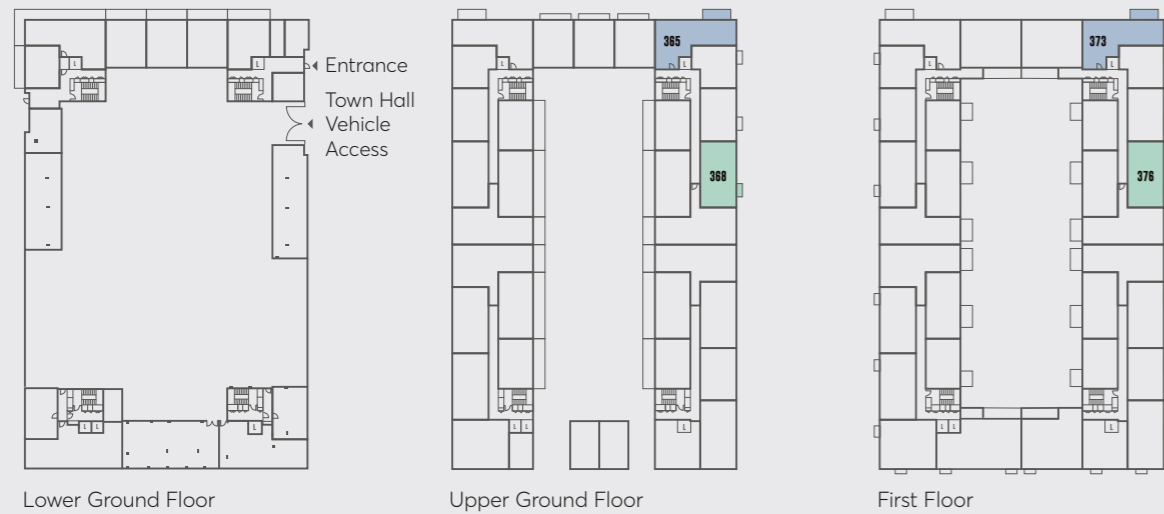 365
373
L
L
L
L
L
L
Entrance
Town Hall
Vehicle
Access
368
376
L
L L
L L
L
L L
L
Lower Ground Floor
Upper Ground Floor
First Floor